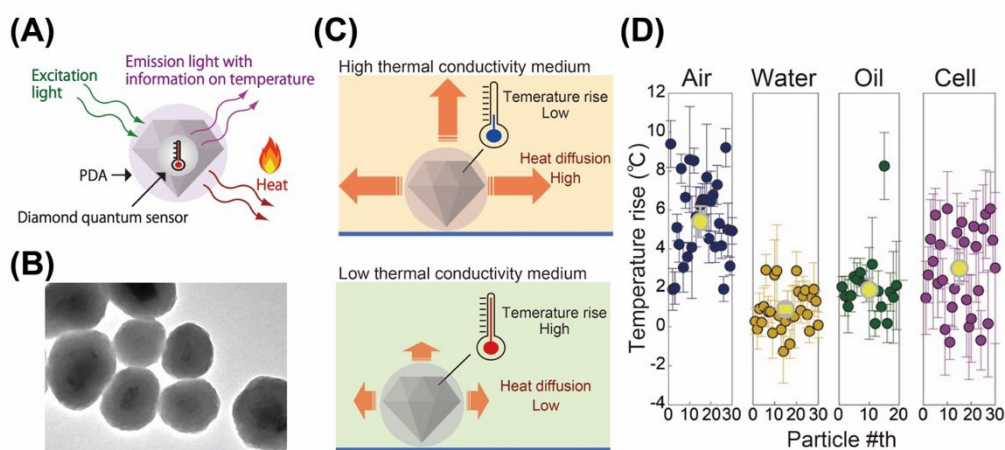 (A)
Excitation
light
Emission light with
information on temperature
PDA
Heat
Diamond quantum sensor
(B)
(C)
High thermal conductivity medium
Temerature rise
Low
Heat diffusion
High
Low thermal conductivity medium
Temerature rise
High
Heat diffusion
Low
(D)
Air Water Oil Cell
Temperature rise (℃)
12
10
8
6
4
2
0
-2
-4
0 10 20 30 0 10 20 30 0 10 20 0 10 20 30
Particle #th